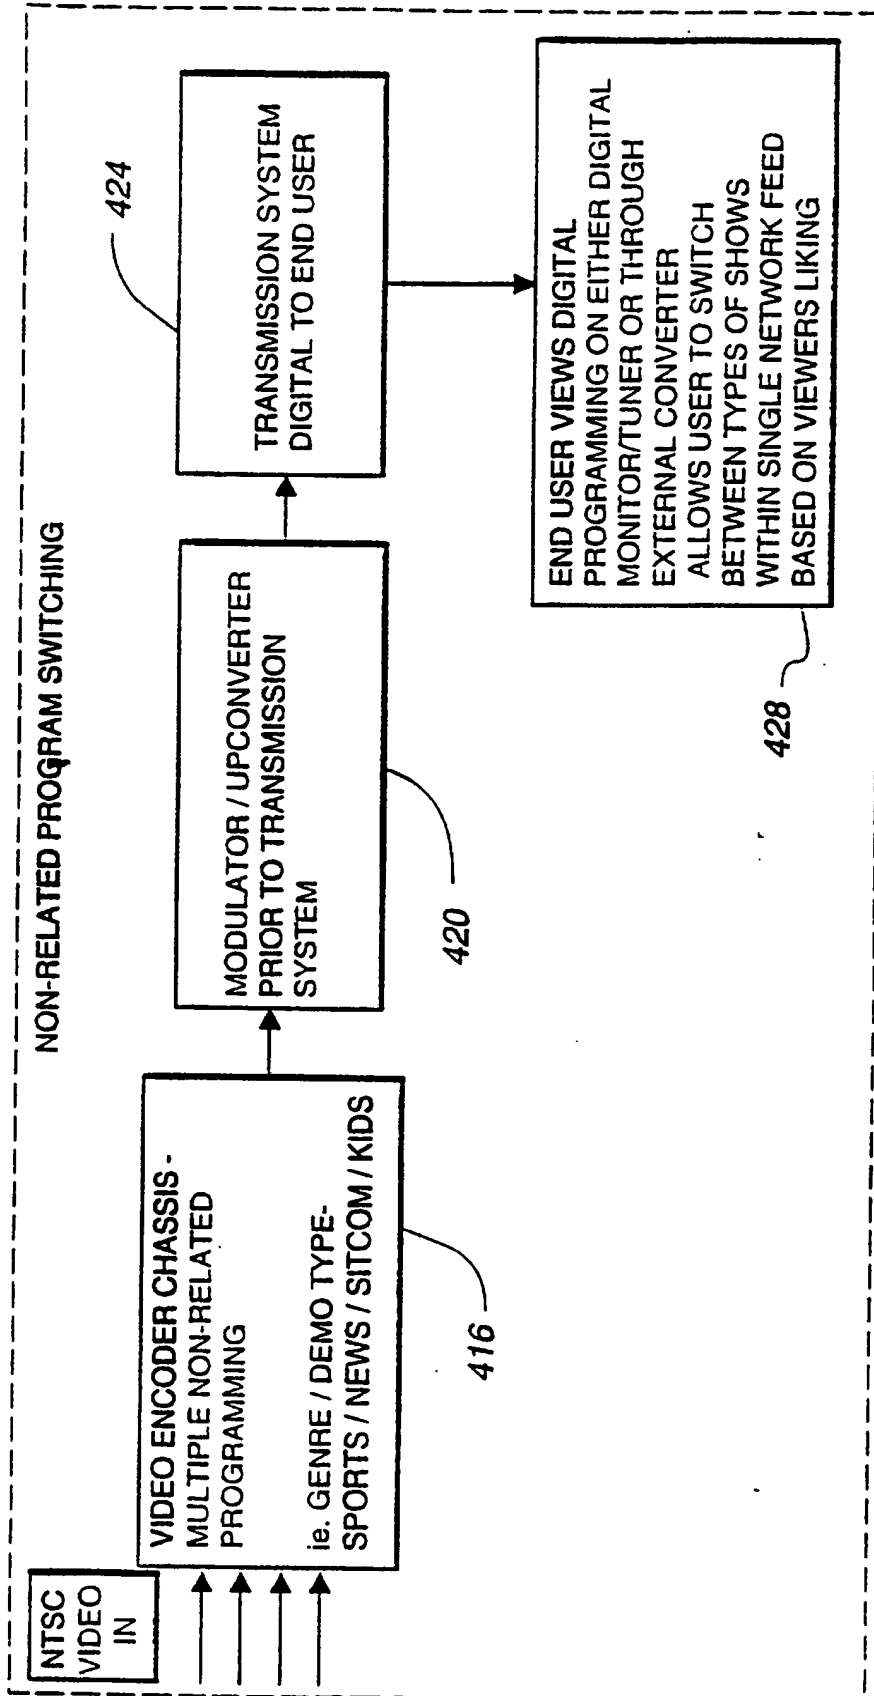 NON-RELATED PROGRAM SWITCHING
NTSC
VIDEO
IN
VIDEO ENCODER CHASSIS -
MULTIPLE NON-RELATED
PROGRAMMING
ie. GENRE / DEMO TYPE-
SPORTS / NEWS / SITCOM / KIDS
416
MODULATOR / UPCONVERTER
PRIOR TO TRANSMISSION
SYSTEM
420
TRANSMISSION SYSTEM
DIGITAL TO END USER
424
END USER VIEWS DIGITAL
PROGRAMMING ON EITHER DIGITAL
MONITOR/TUNER OR THROUGH
EXTERNAL CONVERTER
ALLOWS USER TO SWITCH
BETWEEN TYPES OF SHOWS
WITHIN SINGLE NETWORK FEED
BASED ON VIEWERS LIKING
428